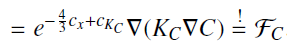 = e^{-\frac{4}{3}c_x + c_{K_C}} \nabla(K_C \nabla C) \stackrel{!}{=} \mathcal{F}_C